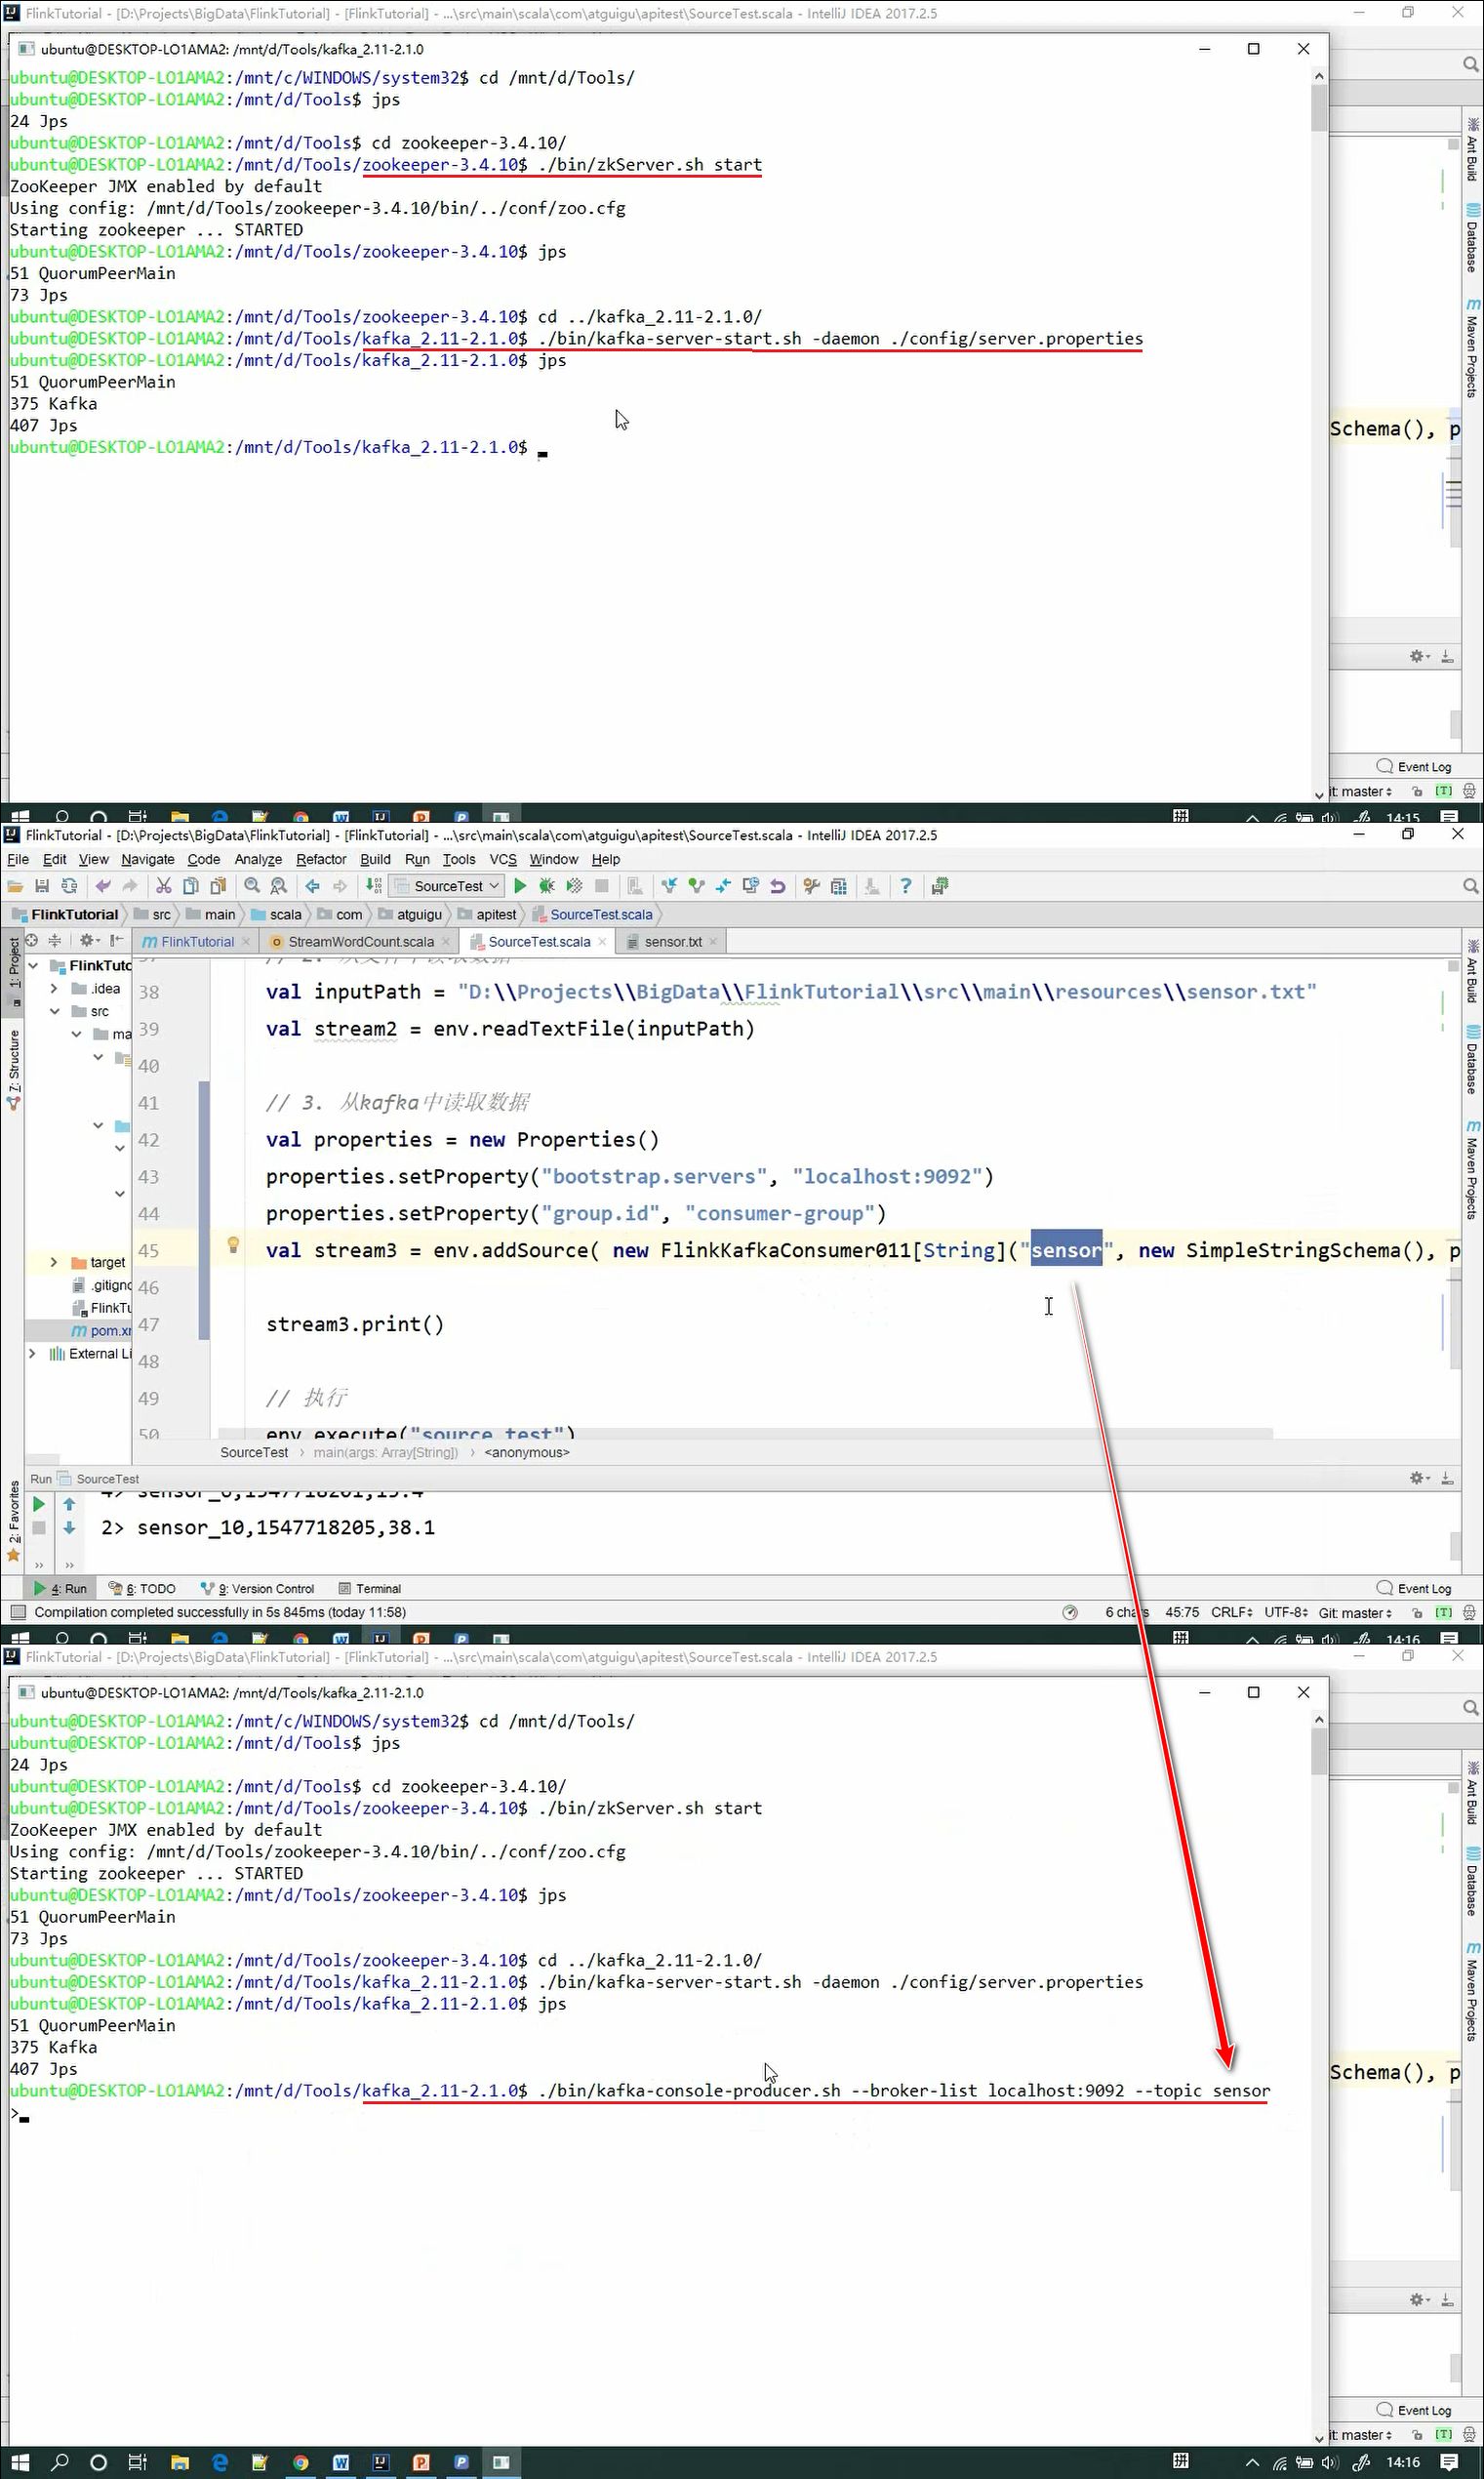 FlinkTutorial - [D:\Projects\BigData\FlinkTutorial] - [FlinkTutorial] - ...\src\main\scala\com\atguigu\apitest\SourceTest.scala - IntelliJ IDEA 2017.2.5
ubuntu@DESKTOP-LO1AMA2: /mnt/d/Tools/kafka_2.11-2.1.0
ubuntu@DESKTOP-LO1AMA2:/mnt/c/WINDOWS/system32$ cd /mnt/d/Tools/
ubuntu@DESKTOP-LO1AMA2:/mnt/d/Tools$ jps
24 Jps
ubuntu@DESKTOP-LO1AMA2:/mnt/d/Tools$ cd zookeeper-3.4.10/
ubuntu@DESKTOP-LO1AMA2:/mnt/d/Tools/zookeeper-3.4.10$ ./bin/zkServer.sh start
ZooKeeper JMX enabled by default
Using config: /mnt/d/Tools/zookeeper-3.4.10/bin/../conf/zoo.cfg
Starting zookeeper ... STARTED
ubuntu@DESKTOP-LO1AMA2:/mnt/d/Tools/zookeeper-3.4.10$ jps
51 QuorumPeerMain
73 Jps
ubuntu@DESKTOP-LO1AMA2:/mnt/d/Tools/zookeeper-3.4.10$ cd ../kafka_2.11-2.1.0/
ubuntu@DESKTOP-LO1AMA2:/mnt/d/Tools/kafka_2.11-2.1.0$ ./bin/kafka-server-start.sh -daemon ./config/server.properties
ubuntu@DESKTOP-LO1AMA2:/mnt/d/Tools/kafka_2.11-2.1.0$ jps
51 QuorumPeerMain
375 Kafka
407 Jps
ubuntu@DESKTOP-LO1AMA2:/mnt/d/Tools/kafka_2.11-2.1.0$
Ant Build
Database
Maven Projects
Schema(), p
Event Log
it: master
14:15
FlinkTutorial - [D:\Projects\BigData\FlinkTutorial] - [FlinkTutorial] - ...\src\main\scala\com\atguigu\apitest\SourceTest.scala - IntelliJ IDEA 2017.2.5
File Edit View Navigate Code Analyze Refactor Build Run Tools VCS Window Help
SourceTest
FlinkTutorial src main scala com atguigu apitest SourceTest.scala
FlinkTutorial StreamWordCount.scala SourceTest.scala sensor.txt
1: Project
7: Structure
2: Favorites
FlinkTuto
.idea
src
ma
target
.gitigno
FlinkTu
pom.xm
External Li
38 val inputPath = "D:\\Projects\\BigData\\FlinkTutorial\\src\\main\\resources\\sensor.txt"
39 val stream2 = env.readTextFile(inputPath)
40
41 // 3. 从kafka中读取数据
42 val properties = new Properties()
43 properties.setProperty("bootstrap.servers", "localhost:9092")
44 properties.setProperty("group.id", "consumer-group")
45 val stream3 = env.addSource( new FlinkKafkaConsumer011[String]("sensor", new SimpleStringSchema(), p
46
47 stream3.print()
48
49 // 执行
50 env.execute("source test")
SourceTest main(args: Array[String]) <anonymous>
Ant Build
Database
Maven Projects
Run SourceTest
2> sensor_10,1547718205,38.1
4: Run 6: TODO 9: Version Control Terminal Event Log
Compilation completed successfully in 5s 845ms (today 11:58) 6 chars 45:75 CRLF UTF-8 Git: master
14:16
FlinkTutorial - [D:\Projects\BigData\FlinkTutorial] - [FlinkTutorial] - ...\src\main\scala\com\atguigu\apitest\SourceTest.scala - IntelliJ IDEA 2017.2.5
ubuntu@DESKTOP-LO1AMA2: /mnt/d/Tools/kafka_2.11-2.1.0
ubuntu@DESKTOP-LO1AMA2:/mnt/c/WINDOWS/system32$ cd /mnt/d/Tools/
ubuntu@DESKTOP-LO1AMA2:/mnt/d/Tools$ jps
24 Jps
ubuntu@DESKTOP-LO1AMA2:/mnt/d/Tools$ cd zookeeper-3.4.10/
ubuntu@DESKTOP-LO1AMA2:/mnt/d/Tools/zookeeper-3.4.10$ ./bin/zkServer.sh start
ZooKeeper JMX enabled by default
Using config: /mnt/d/Tools/zookeeper-3.4.10/bin/../conf/zoo.cfg
Starting zookeeper ... STARTED
ubuntu@DESKTOP-LO1AMA2:/mnt/d/Tools/zookeeper-3.4.10$ jps
51 QuorumPeerMain
73 Jps
ubuntu@DESKTOP-LO1AMA2:/mnt/d/Tools/zookeeper-3.4.10$ cd ../kafka_2.11-2.1.0/
ubuntu@DESKTOP-LO1AMA2:/mnt/d/Tools/kafka_2.11-2.1.0$ ./bin/kafka-server-start.sh -daemon ./config/server.properties
ubuntu@DESKTOP-LO1AMA2:/mnt/d/Tools/kafka_2.11-2.1.0$ jps
51 QuorumPeerMain
375 Kafka
407 Jps
ubuntu@DESKTOP-LO1AMA2:/mnt/d/Tools/kafka_2.11-2.1.0$ ./bin/kafka-console-producer.sh --broker-list localhost:9092 --topic sensor
>
Ant Build
Database
Maven Projects
Schema(), p
Event Log
it: master
14:16